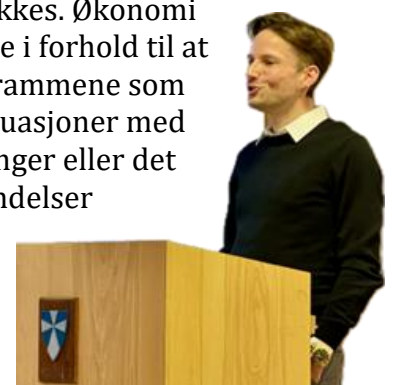 kkes. Økonomi
e i forhold til at
rammene som
uasjoner med
nger eller det
ndelser